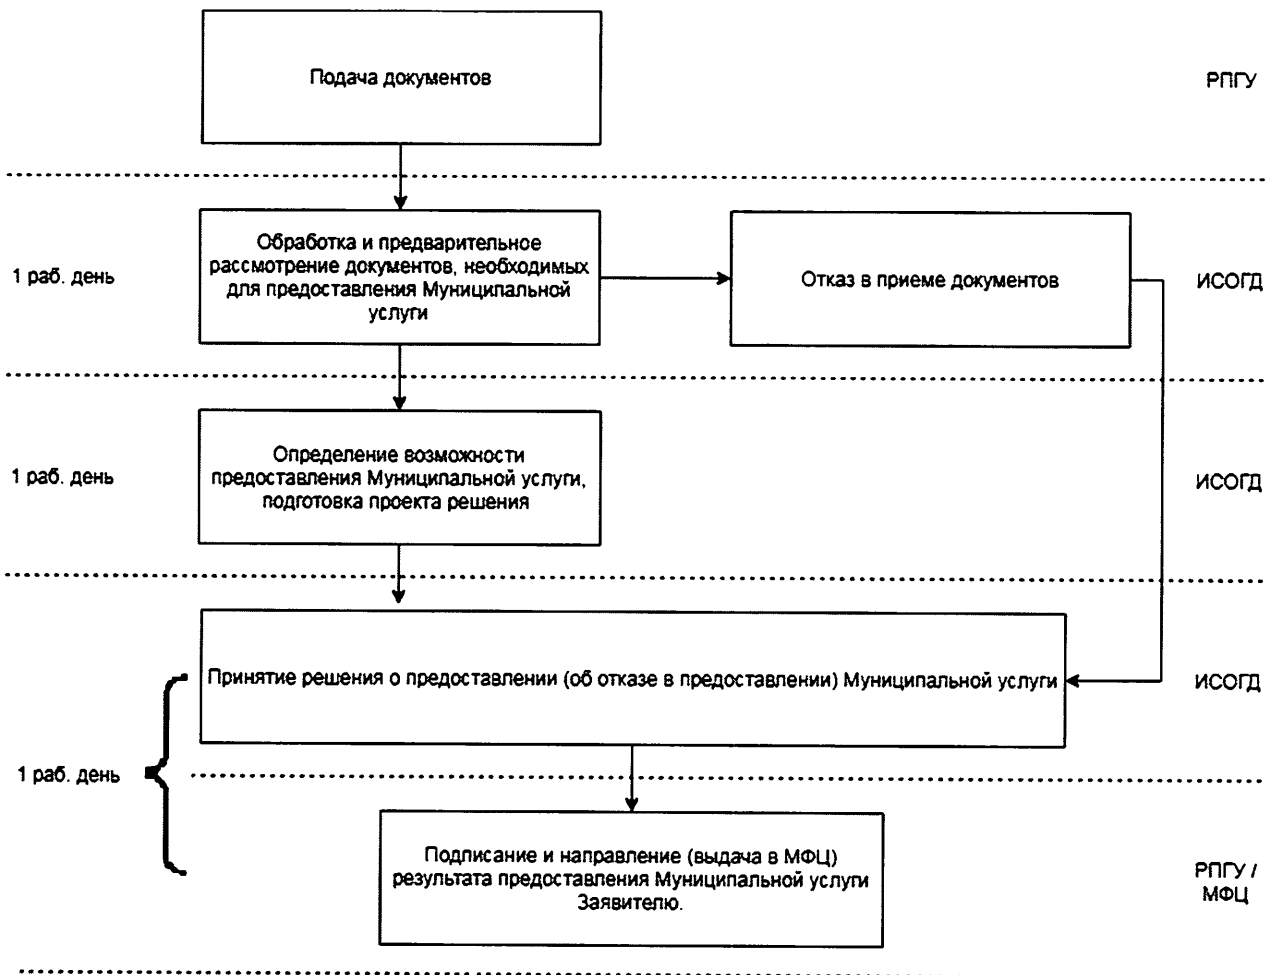 Подача документов
РПГУ
1 раб. день
Обработка и предварительное
рассмотрение документов, необходимых
для предоставления Муниципальной
услуги
Отказ в приеме документов
ИСОГД
1 раб. день
Определение возможности
предоставления Муниципальной услуги,
подготовка проекта решения
ИСОГД
Принятие решения о предоставлении (об отказе в предоставлении) Муниципальной услуги
ИСОГД
1 раб. день
Подписание и направление (выдача в МФЦ)
результата предоставления Муниципальной услуги
Заявителю.
РПГУ /
МФЦ